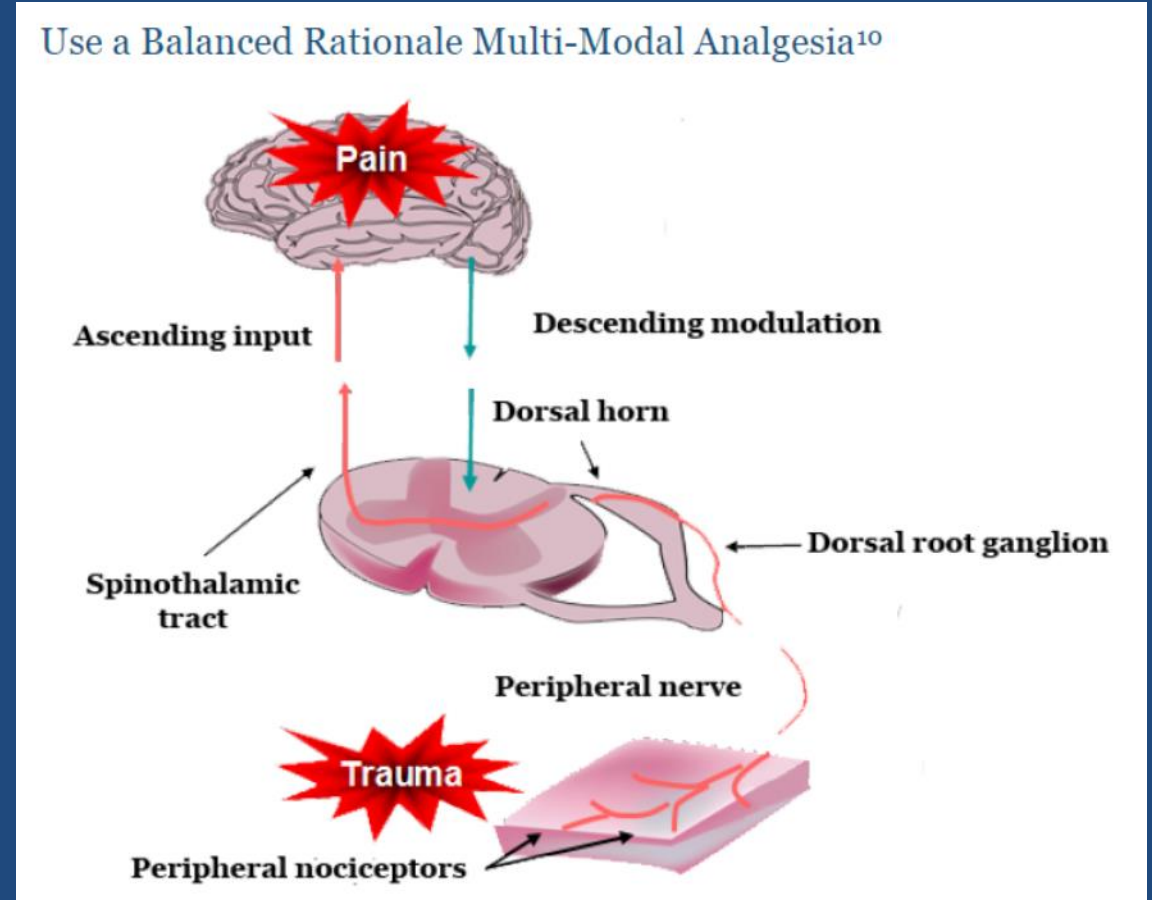 Use a Balanced Rationale Multi-Modal Analgesia¹⁰
Pain
Ascending input
Descending modulation
Dorsal horn
Dorsal root ganglion
Spinothalamic
tract
Peripheral nerve
Trauma
Peripheral nociceptors